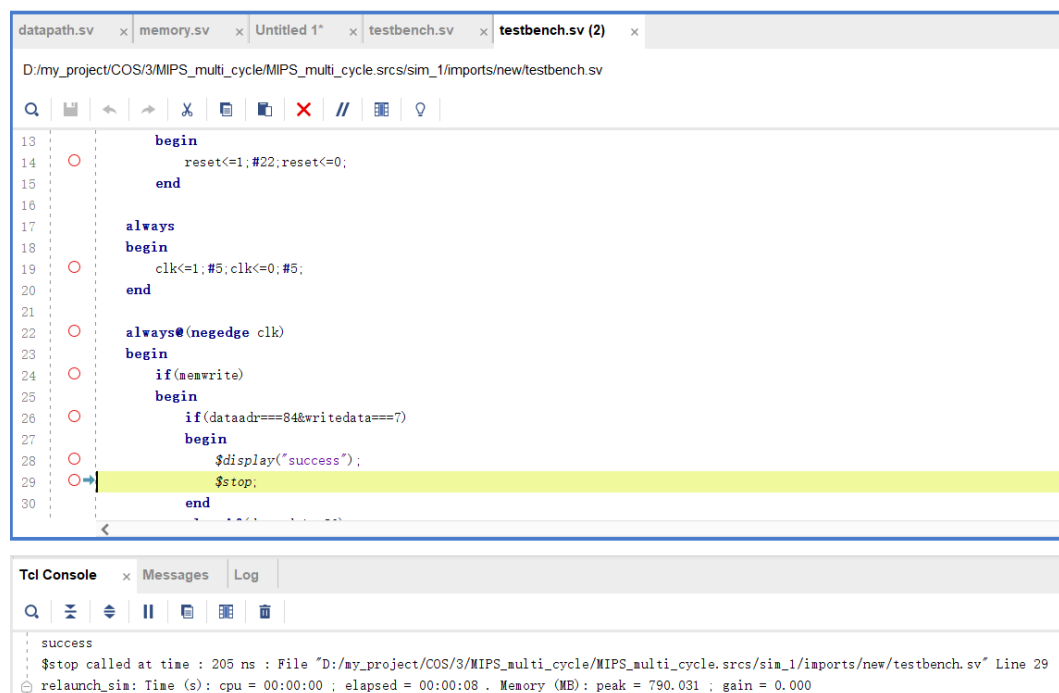 datapath.sv × memory.sv × Untitled 1* × testbench.sv × testbench.sv (2) ×
D:/my_project/COS/3/MIPS_multi_cycle/MIPS_multi_cycle.srcs/sim_1/imports/new/testbench.sv
13 begin
14 reset<=1;#22;reset<=0;
15 end
16
17 always
18 begin
19 clk<=1;#5;clk<=0;#5;
20 end
21
22 always@(negedge clk)
23 begin
24 if(memwrite)
25 begin
26 if(dataadr===84&writedata===7)
27 begin
28 $display("success");
29 $stop;
30 end
Tcl Console × Messages Log
success
$stop called at time : 205 ns : File "D:/my_project/COS/3/MIPS_multi_cycle/MIPS_multi_cycle.srcs/sim_1/imports/new/testbench.sv" Line 29
relaunch_sim: Time (s): cpu = 00:00:00 ; elapsed = 00:00:08 . Memory (MB): peak = 790.031 ; gain = 0.000